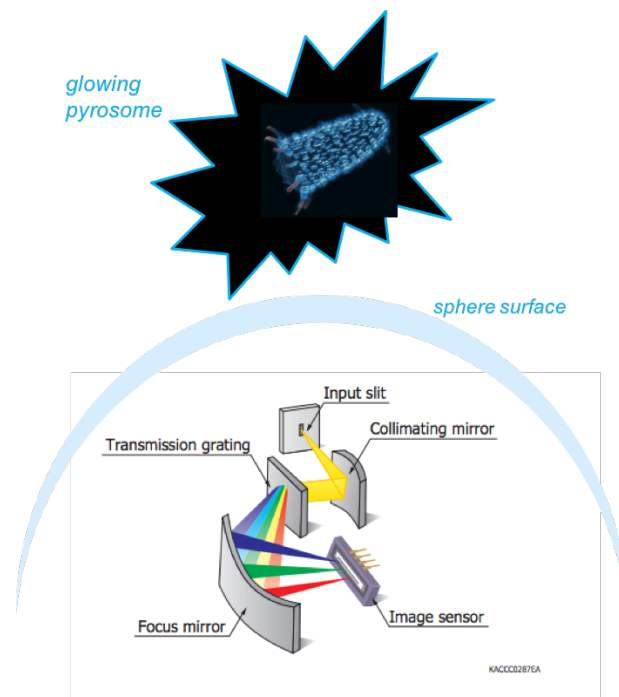 glowing
pyrosome
sphere surface
Input slit
Collimating mirror
Transmission grating
Focus mirror
Image sensor
KACCC0287EA